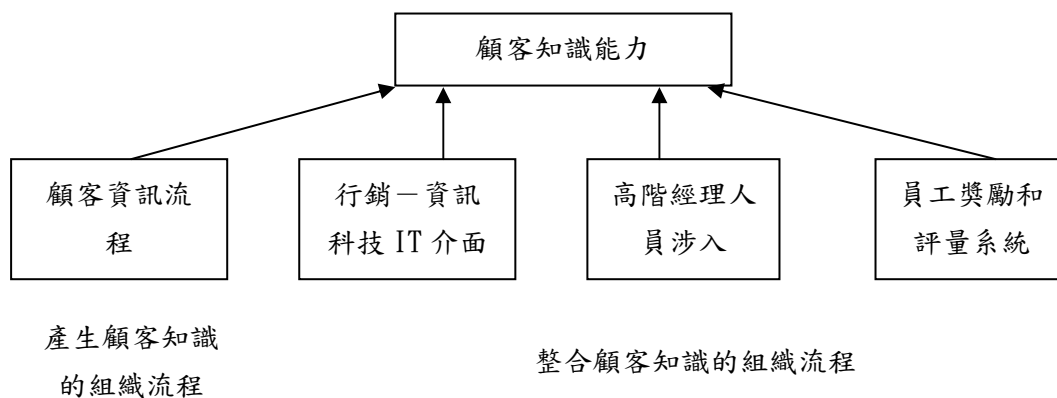 顧客知識能力
顧客資訊流
程
行銷－資訊
科技 IT 介面
高階經理人
員涉入
員工獎勵和
評量系統
產生顧客知識
的組織流程
整合顧客知識的組織流程